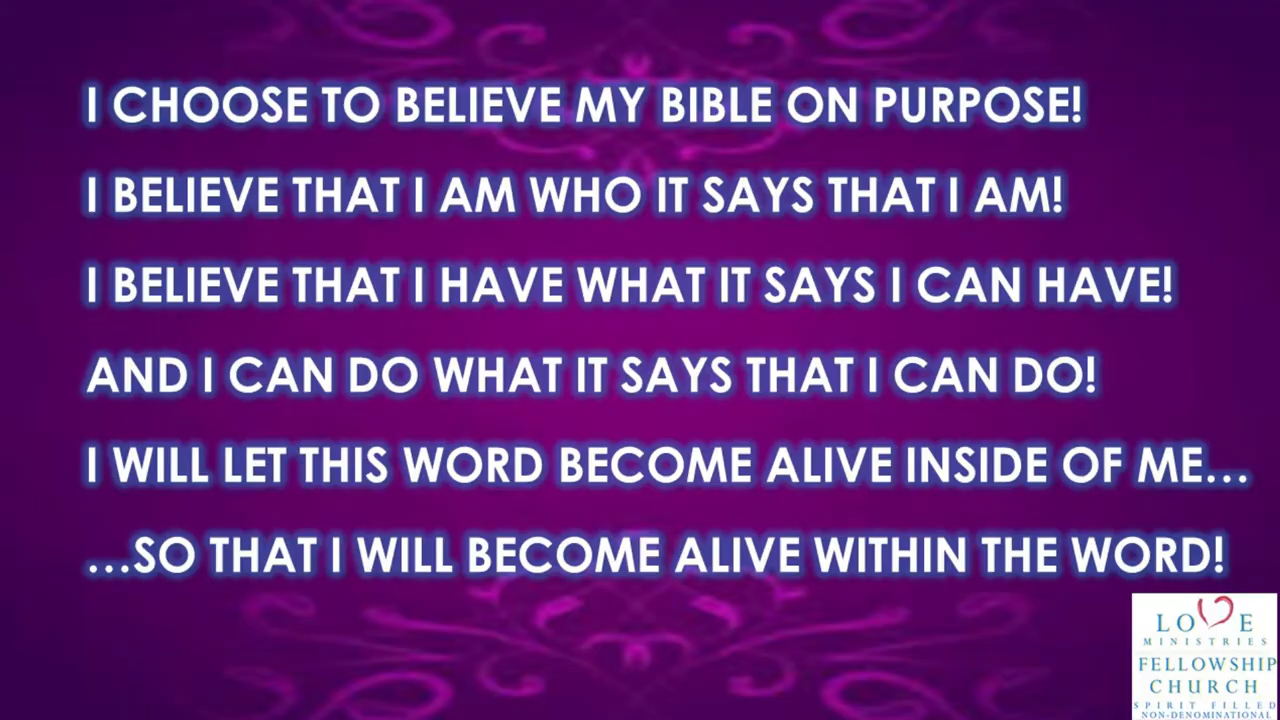 I CHOOSE TO BELIEVE MY BIBLE ON PURPOSE!
I BELIEVE THAT I AM WHO IT SAYS THAT I AM!
I BELIEVE THAT I HAVE WHAT IT SAYS I CAN HAVE!
AND I CAN DO WHAT IT SAYS THAT I CAN DO!
I WILL LET THIS WORD BECOME ALIVE INSIDE OF ME…
…SO THAT I WILL BECOME ALIVE WITHIN THE WORD!
LOVE
MINISTRIES
FELLOWSHIP
CHURCH
SPIRIT FILLED
NON-DENOMINATIONAL